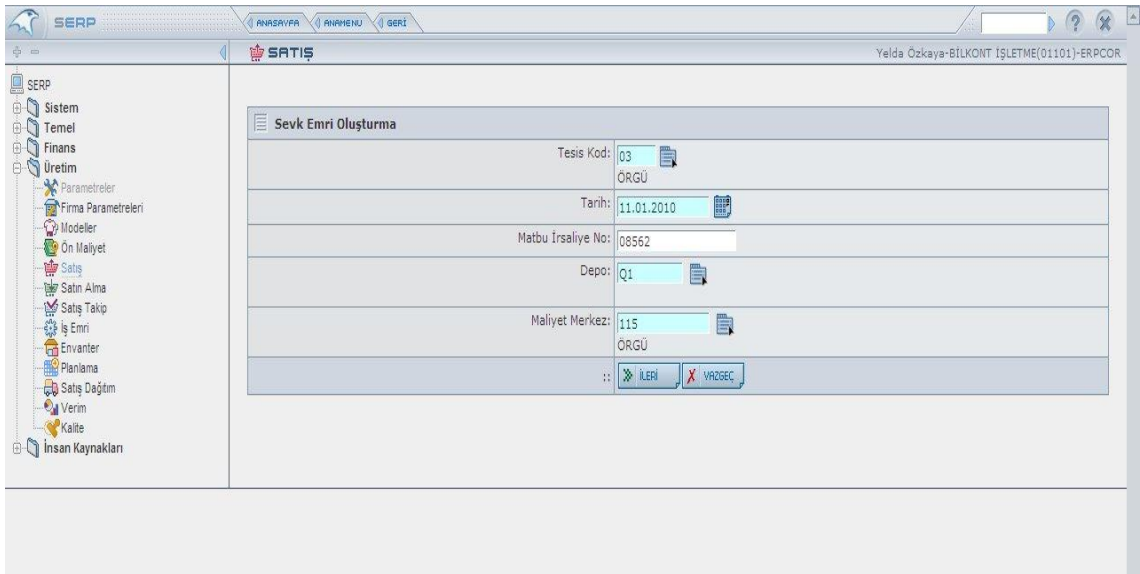 SERP
ANASAYFA
ANAMENU
GERİ
SATIŞ
Yelda Özkaya-BİLKONT İŞLETME(01101)-ERPCOR
SERP
Sistem
Temel
Finans
Üretim
Parametreler
Firma Parametreleri
Modeller
Ön Maliyet
Satış
Satın Alma
Satış Takip
İş Emri
Envanter
Planlama
Satış Dağıtım
Verim
Kalite
İnsan Kaynakları
Sevk Emri Oluşturma
Tesis Kod: 03
ÖRGÜ
Tarih: 11.01.2010
Matbu İrsaliye No: 08562
Depo: Q1
Maliyet Merkez: 115
ÖRGÜ
:: İLERİ VAZGEÇ